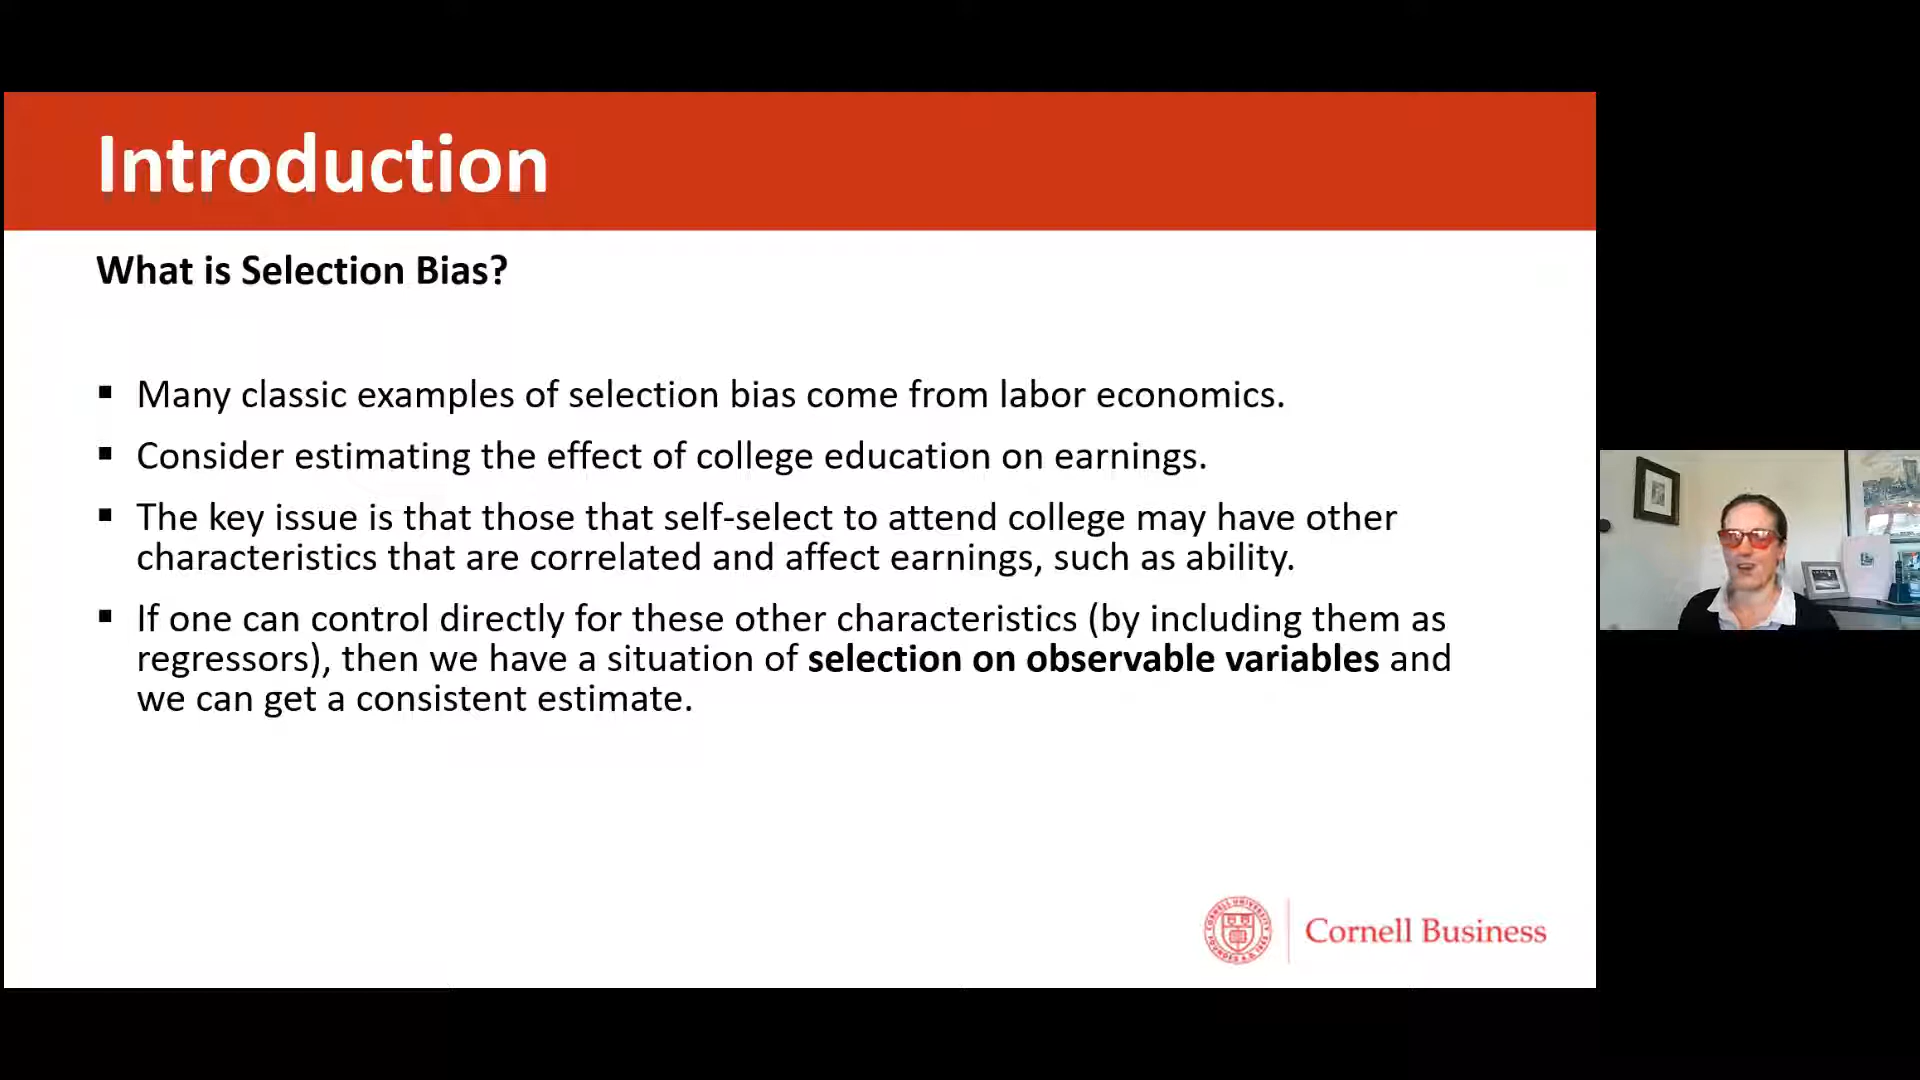 Introduction
What is Selection Bias?
▪ Many classic examples of selection bias come from labor economics.
▪ Consider estimating the effect of college education on earnings.
▪ The key issue is that those that self-select to attend college may have other
characteristics that are correlated and affect earnings, such as ability.
▪ If one can control directly for these other characteristics (by including them as
regressors), then we have a situation of selection on observable variables and
we can get a consistent estimate.
Cornell Business